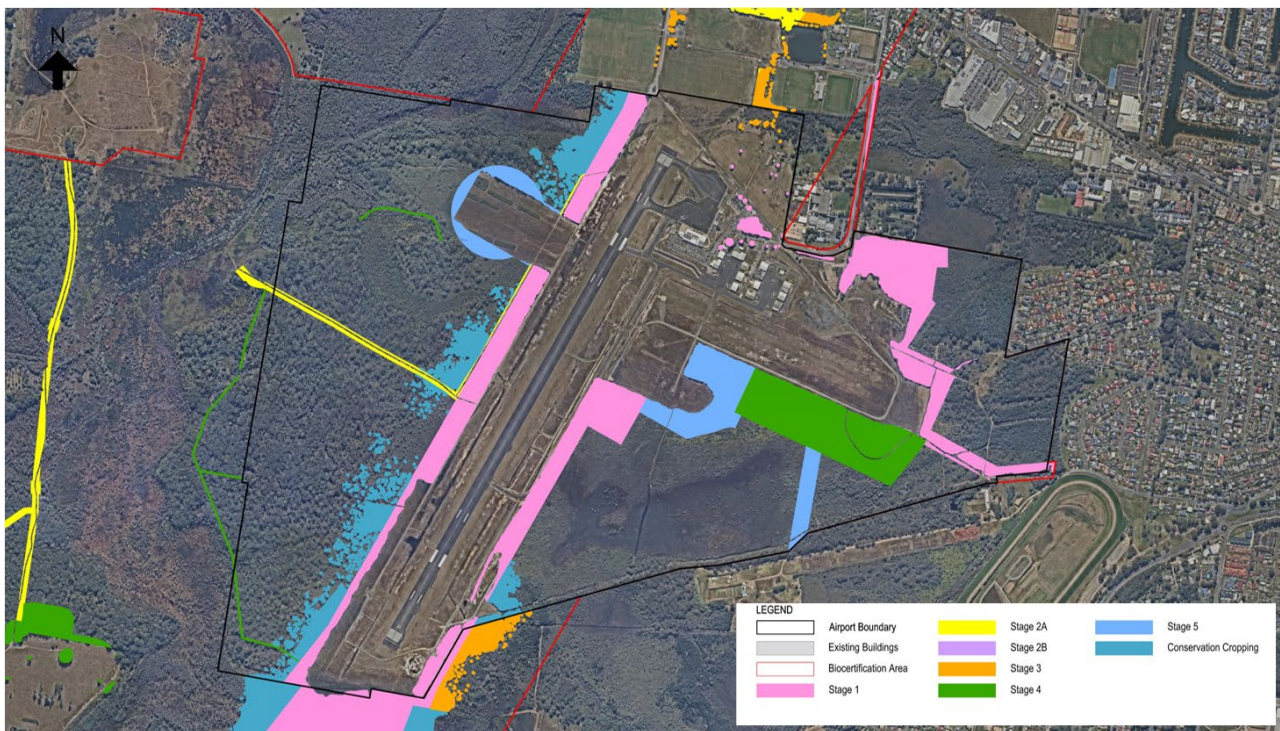 N
LEGEND
Airport Boundary
Existing Buildings
Biocertification Area
Stage 1
Stage 2A
Stage 2B
Stage 3
Stage 4
Stage 5
Conservation Cropping